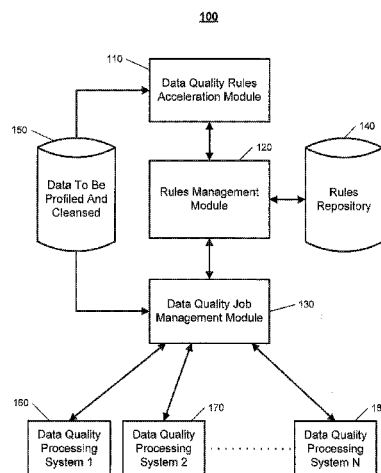 100
110
Data Quality Rules
Acceleration Module
150
Data To Be
Profiled And
Cleansed
120
Rules Management
Module
140
Rules
Repository
130
Data Quality Job
Management Module
160
Data Quality
Processing
System 1
170
Data Quality
Processing
System 2
Data Quality
Processing
System N